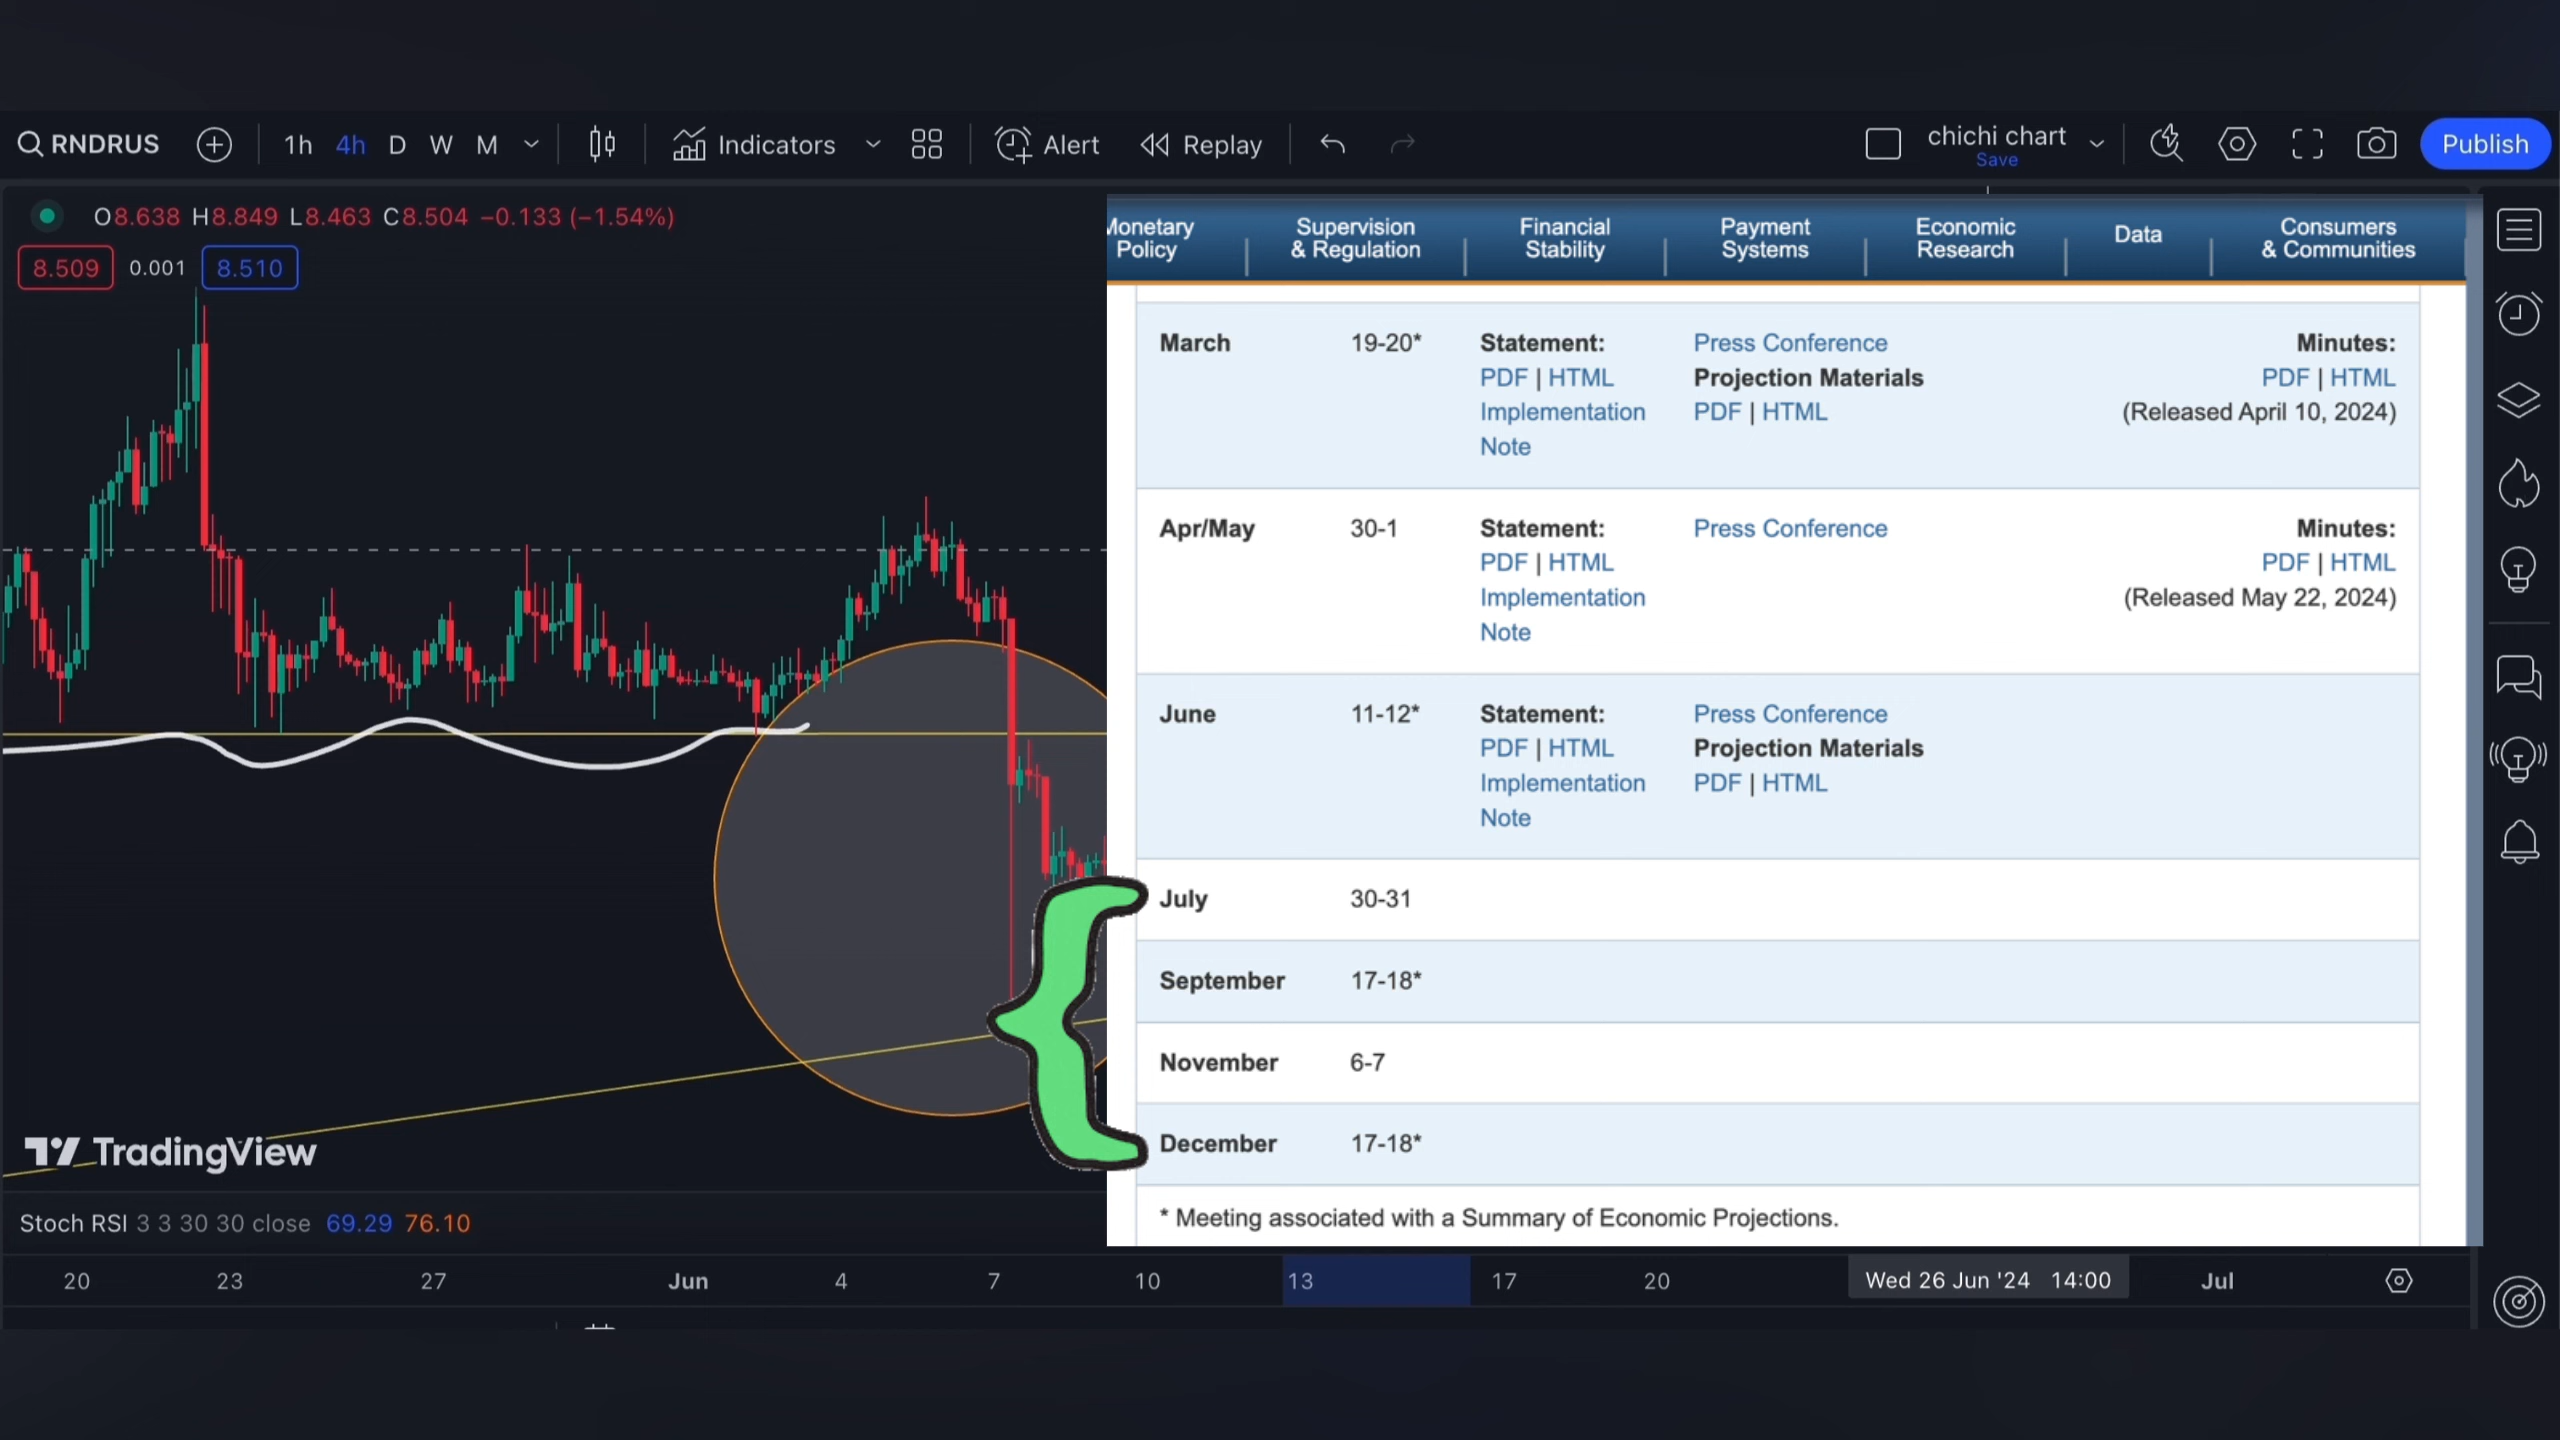 RNDRUS 1h 4h D W M Indicators Alert Replay chichi chart Save Publish
O8.638 H8.849 L8.463 C8.504 −0.133 (−1.54%)
8.509 0.001 8.510
Monetary Policy Supervision & Regulation Financial Stability Payment Systems Economic Research Data Consumers & Communities
March 19-20* Statement: Press Conference Minutes:
PDF | HTML Projection Materials PDF | HTML
Implementation PDF | HTML (Released April 10, 2024)
Note
Apr/May 30-1 Statement: Press Conference Minutes:
PDF | HTML PDF | HTML
Implementation (Released May 22, 2024)
Note
June 11-12* Statement: Press Conference
PDF | HTML Projection Materials
Implementation PDF | HTML
Note
July 30-31
September 17-18*
November 6-7
December 17-18*
* Meeting associated with a Summary of Economic Projections.
TradingView
Stoch RSI 3 3 30 30 close 69.29 76.10
20 23 27 Jun 4 7 10 13 17 20 Wed 26 Jun '24 14:00 Jul